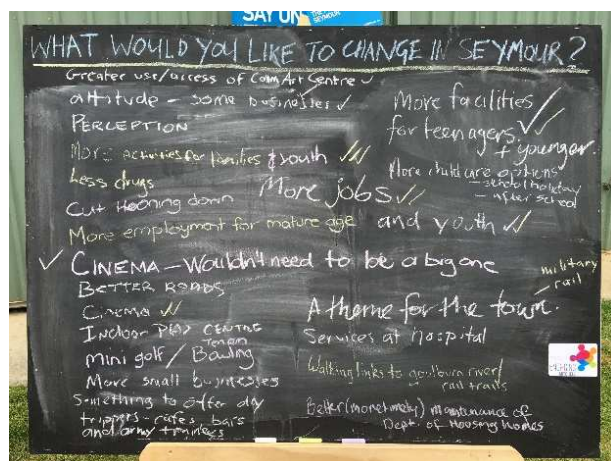 SAY ON
SEYMOUR
WHAT WOULD YOU LIKE TO CHANGE IN SEYMOUR?
Greater use/access of Comm Art Centre
attitude - some businesses
PERCEPTION
More activities for families & youth
Less drugs
Cut Hooning down
More jobs
More employment for mature age and youth
CINEMA - Wouldn't need to be a big one
BETTER ROADS
Cinema
INDOOR PLAY CENTRE
mini golf / Tenpin Bowling
More small businesses
Something to offer day
trippers - cafes, bars
and army trainees
More facilities
for teenagers
+ younger
More childcare options
- school holiday
- after school
A theme for the town.
military
- rail
Services at hospital
Walking links to goulburn river/
rail trails
Better maintenance of
Dept. of Housing homes